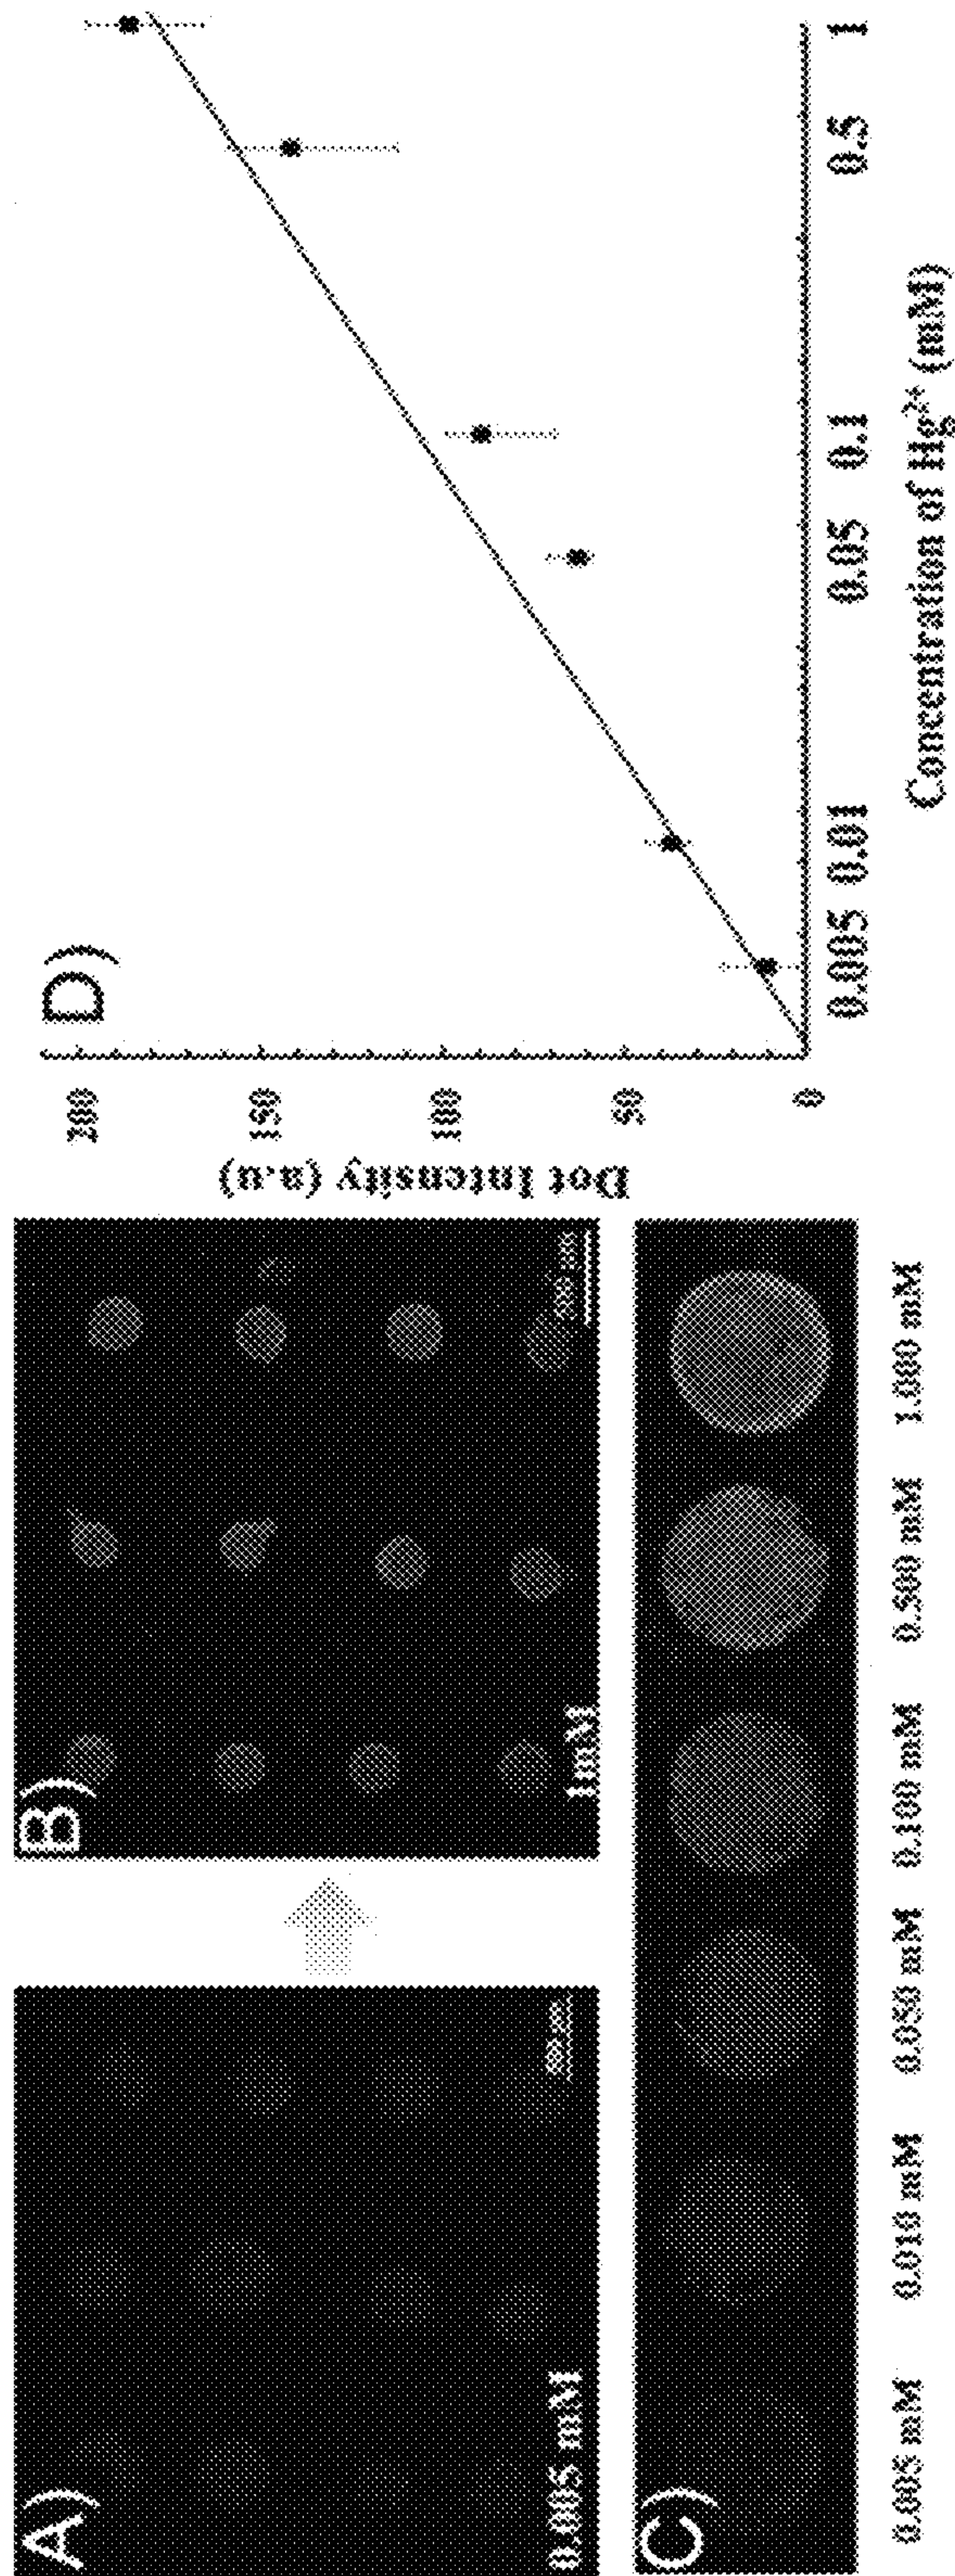 A)
0.005 mM
B)
1mM
C)
0.005 mM
0.010 mM
0.050 mM
0.100 mM
0.500 mM
1.000 mM
D)
Dot Intensity (a.u)
200
150
100
50
0
0.005 0.01 0.05 0.1 0.5 1
Concentration of Hg²⁺ (mM)